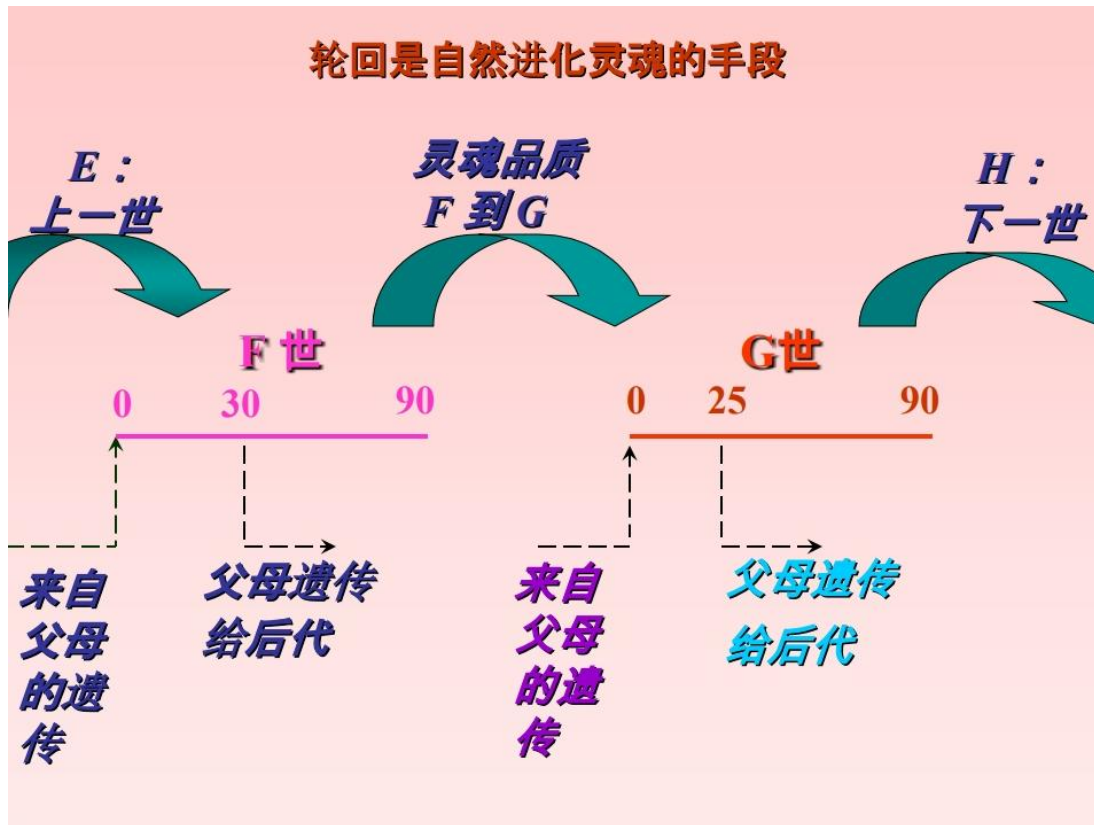 轮回是自然进化灵魂的手段
E：
上一世
灵魂品质
F 到 G
H：
下一世
F 世
G世
0 30 90
0 25 90
来自
父母
的遗
传
父母遗传
给后代
来自
父母
的遗
传
父母遗传
给后代